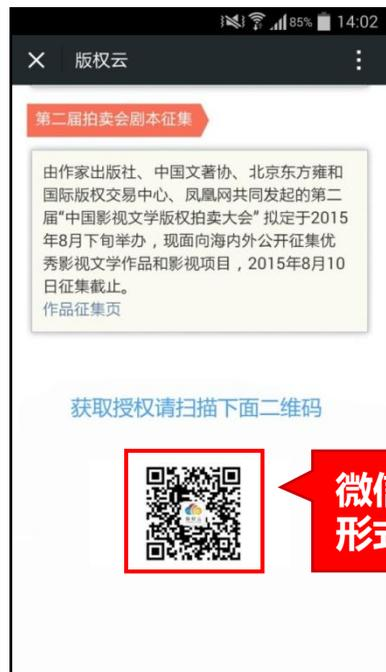 85% 14:02
版权云
第二届拍卖会剧本征集
由作家出版社、中国文著协、北京东方雍和
国际版权交易中心、凤凰网共同发起的第二
届“中国影视文学版权拍卖大会” 拟定于2015
年8月下旬举办，现面向海内外公开征集优
秀影视文学作品和影视项目，2015年8月10
日征集截止。
作品征集页
获取授权请扫描下面二维码
版权云
微信
形式